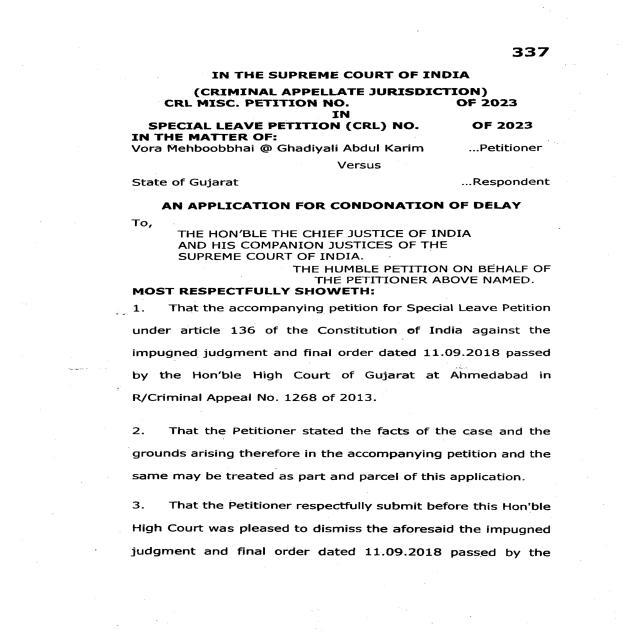 337
IN THE SUPREME COURT OF INDIA
(CRIMINAL APPELLATE JURISDICTION)
CRL MISC. PETITION NO. OF 2023
IN
SPECIAL LEAVE PETITION (CRL) NO. OF 2023
IN THE MATTER OF:
Vora Mehboobbhai @ Ghadiyali Abdul Karim ...Petitioner
Versus
State of Gujarat ...Respondent
AN APPLICATION FOR CONDONATION OF DELAY
To,
THE HON'BLE THE CHIEF JUSTICE OF INDIA
AND HIS COMPANION JUSTICES OF THE
SUPREME COURT OF INDIA.
THE HUMBLE PETITION ON BEHALF OF
THE PETITIONER ABOVE NAMED.
MOST RESPECTFULLY SHOWETH:
1. That the accompanying petition for Special Leave Petition
under article 136 of the Constitution of India against the
impugned judgment and final order dated 11.09.2018 passed
by the Hon'ble High Court of Gujarat at Ahmedabad in
R/Criminal Appeal No. 1268 of 2013.
2. That the Petitioner stated the facts of the case and the
grounds arising therefore in the accompanying petition and the
same may be treated as part and parcel of this application.
3. That the Petitioner respectfully submit before this Hon'ble
High Court was pleased to dismiss the aforesaid the impugned
judgment and final order dated 11.09.2018 passed by the